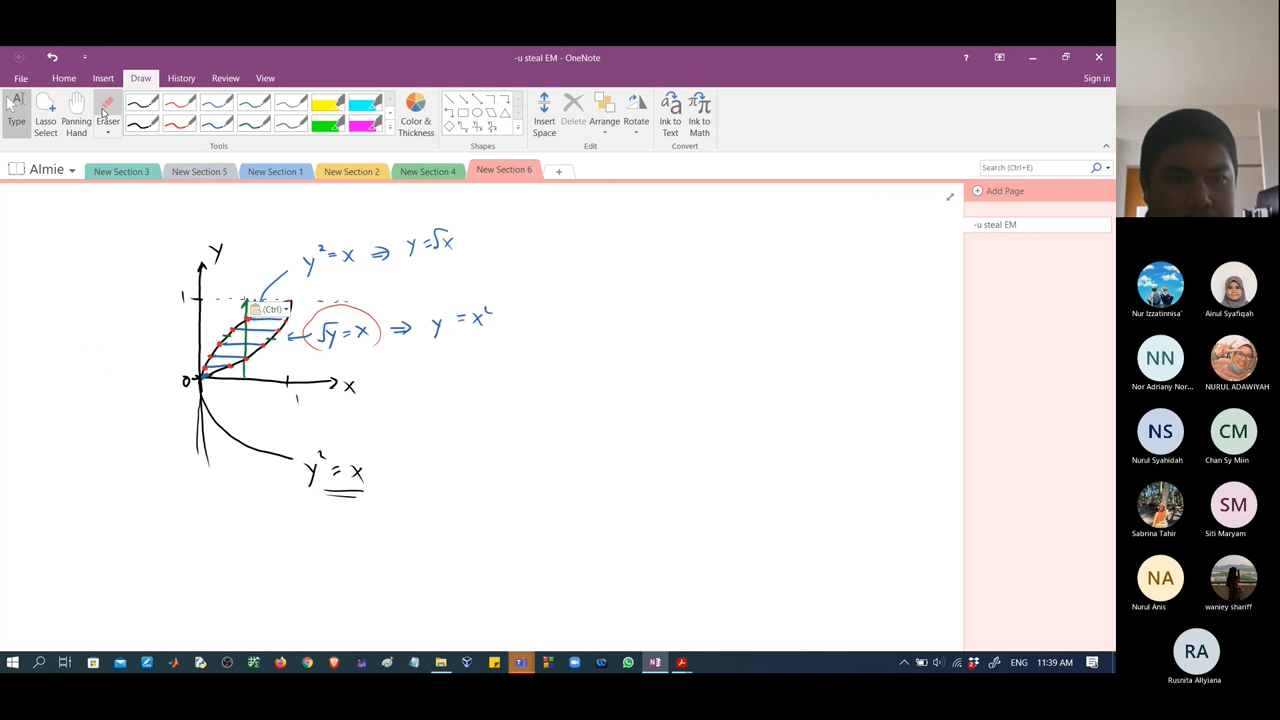 -u steal EM - OneNote
?
File Home Insert Draw History Review View
Sign in
Type
Lasso Select
Panning Hand
Eraser
Color & Thickness
Insert Space
Delete
Arrange
Rotate
Ink to Text
Ink to Math
Tools
Shapes
Edit
Convert
Almie
New Section 3 New Section 5 New Section 1 New Section 2 New Section 4 New Section 6
Search (Ctrl+E)
Add Page
-u steal EM
y
y² = x ⇒ y = √x
1
(Ctrl)
√y = x ⇒ y = x²
0
x
1
y² = x
Nur Izzatinnisa'
Ainul Syafiqah
NN
Nor Adriany Nor...
NURUL ADAWIYAH
NS
Nurul Syahidah
CM
Chan Sy Miin
Sabrina Tahir
SM
Siti Maryam
NA
Nurul Anis
waniey shariff
RA
Rusnita Allyiana
ENG 11:39 AM